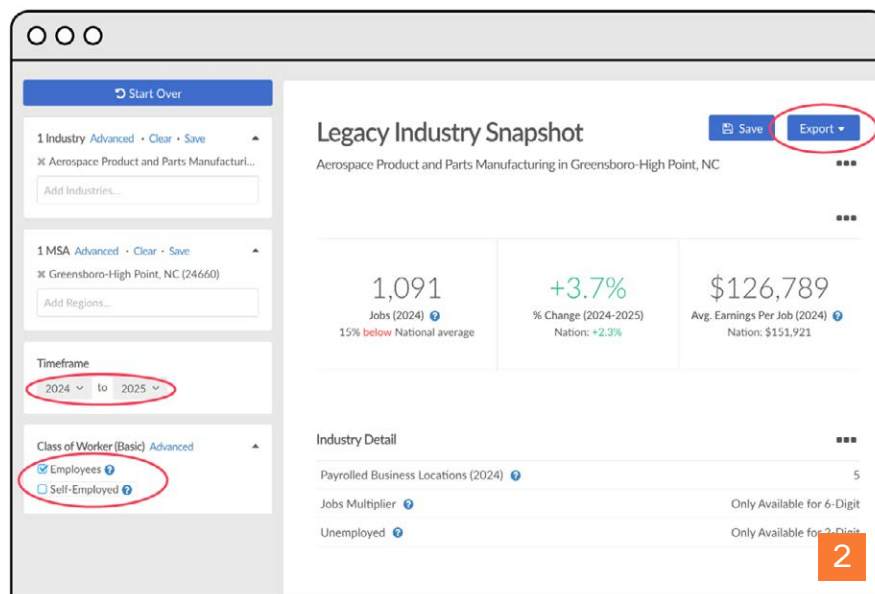 Start Over
1 Industry Advanced · Clear · Save
Aerospace Product and Parts Manufacturi...
Add Industries...
1 MSA Advanced · Clear · Save
Greensboro-High Point, NC (24660)
Add Regions...
Timeframe
2024 to 2025
Class of Worker (Basic) Advanced
Employees
Self-Employed
Legacy Industry Snapshot
Save
Export
Aerospace Product and Parts Manufacturing in Greensboro-High Point, NC
1,091
Jobs (2024)
15% below National average
+3.7%
% Change (2024-2025)
Nation: +2.3%
$126,789
Avg. Earnings Per Job (2024)
Nation: $151,921
Industry Detail
Payrolled Business Locations (2024) 5
Jobs Multiplier Only Available for 6-Digit
Unemployed Only Available for 2-Digit
2